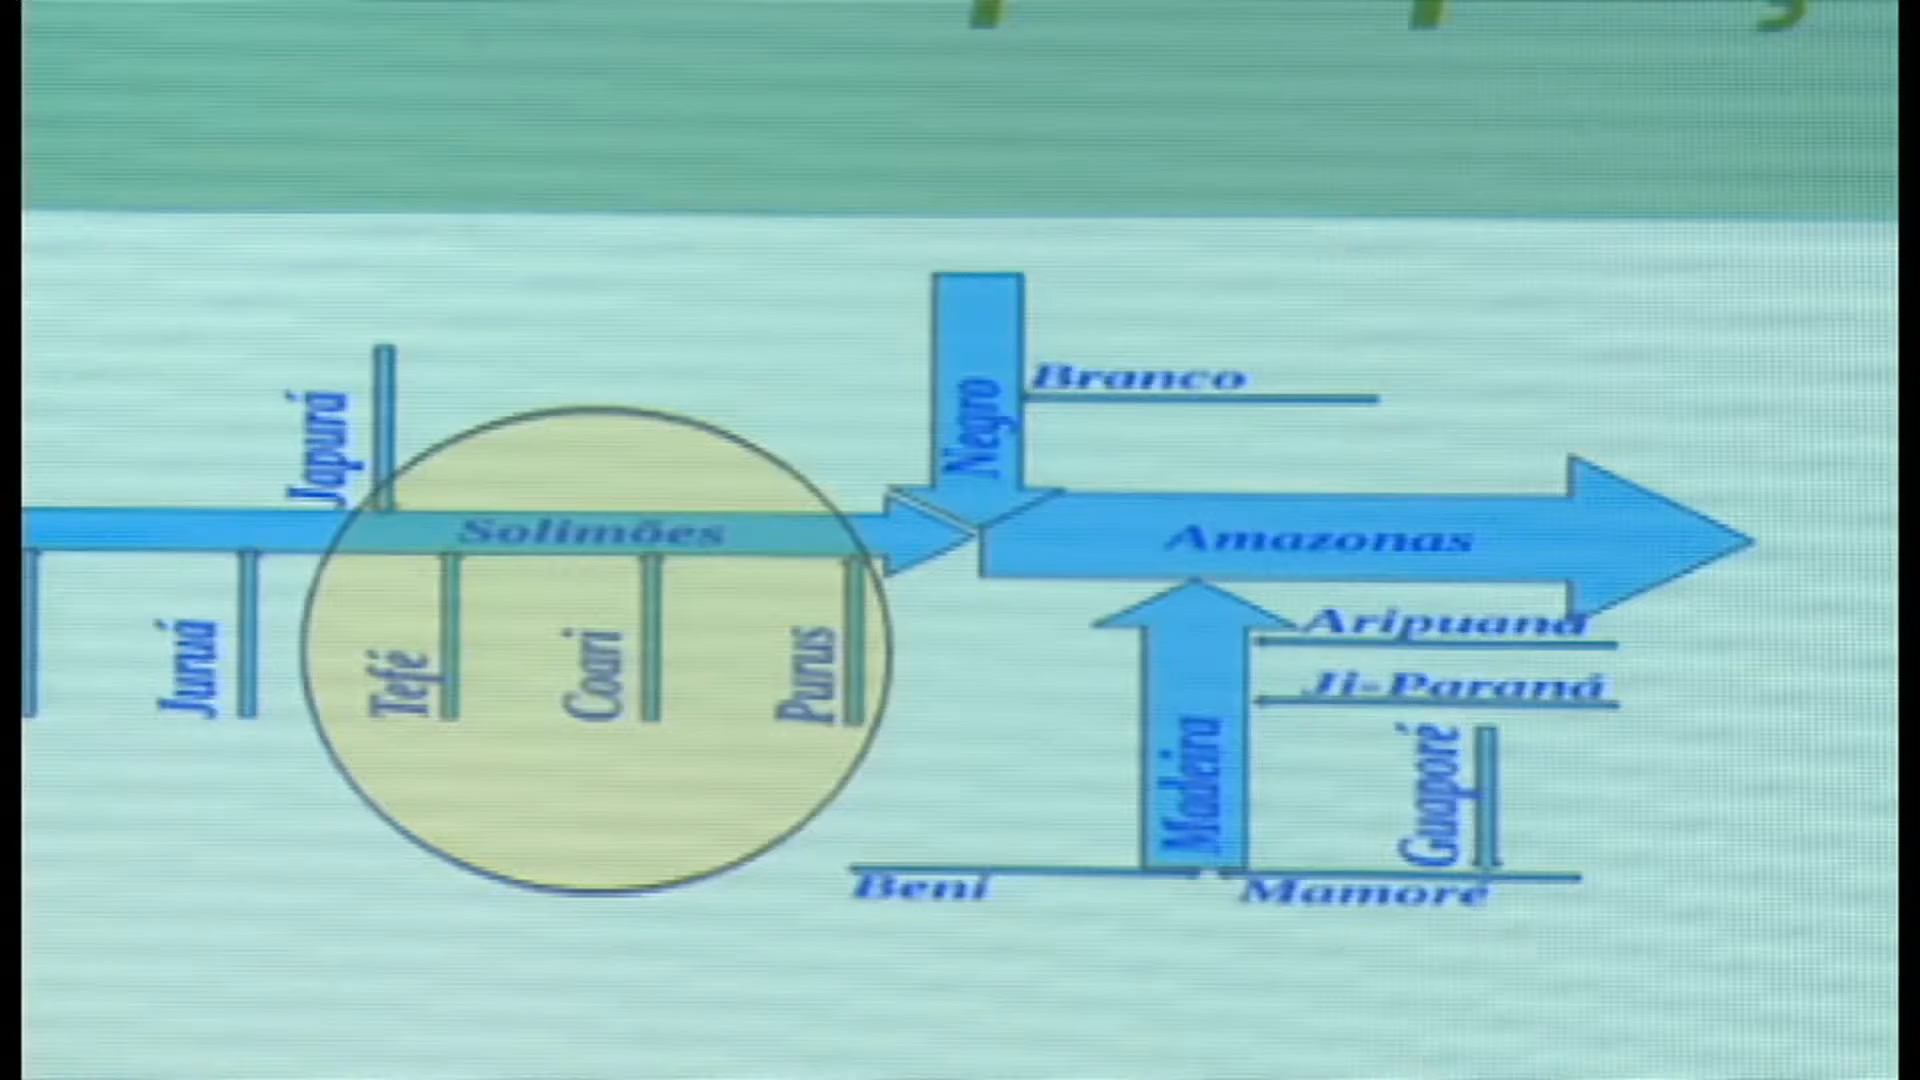 Branco
Negro
Japurá
Solimões
Amazonas
Juruá
Tefé
Coari
Purus
Aripuanã
Ji-Paraná
Madeira
Guaporé
Beni
Mamoré